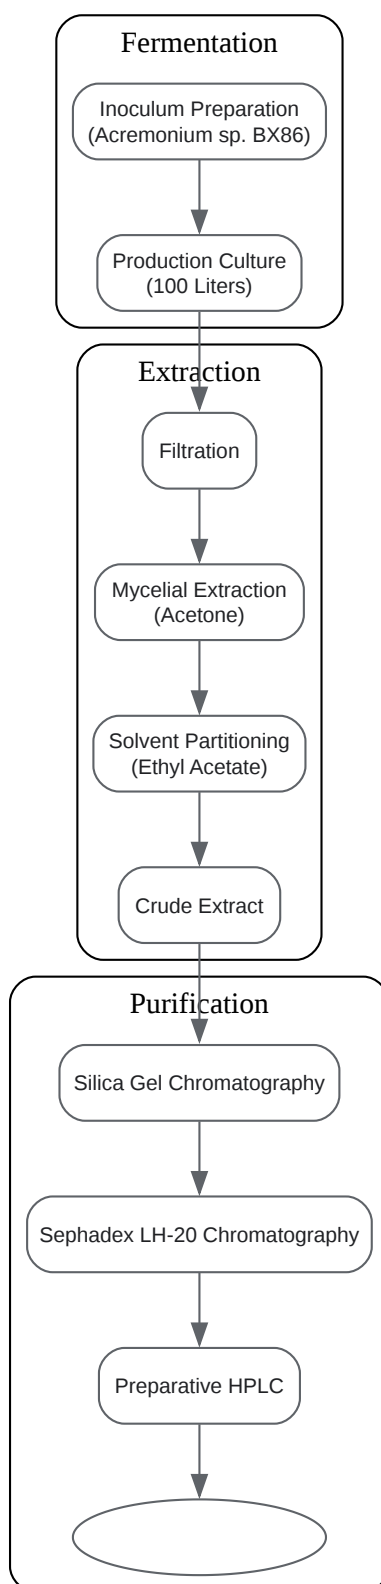 Fermentation
Inoculum Preparation
(Acremonium sp. BX86)
Production Culture
(100 Liters)
Extraction
Filtration
Mycelial Extraction
(Acetone)
Solvent Partitioning
(Ethyl Acetate)
Crude Extract
Purification
Silica Gel Chromatography
Sephadex LH-20 Chromatography
Preparative HPLC